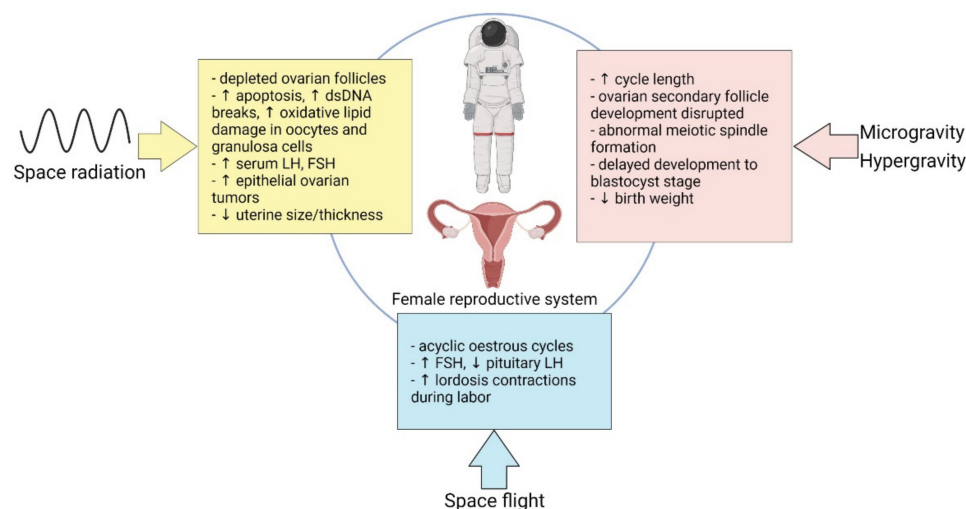 Space radiation
- depleted ovarian follicles
- ↑ apoptosis, ↑ dsDNA
breaks, ↑ oxidative lipid
damage in oocytes and
granulosa cells
- ↑ serum LH, FSH
- ↑ epithelial ovarian
tumors
- ↓ uterine size/thickness
- ↑ cycle length
- ovarian secondary follicle
development disrupted
- abnormal meiotic spindle
formation
- delayed development to
blastocyst stage
- ↓ birth weight
Microgravity
Hypergravity
Female reproductive system
- acyclic oestrous cycles
- ↑ FSH, ↓ pituitary LH
- ↑ lordosis contractions
during labor
Space flight